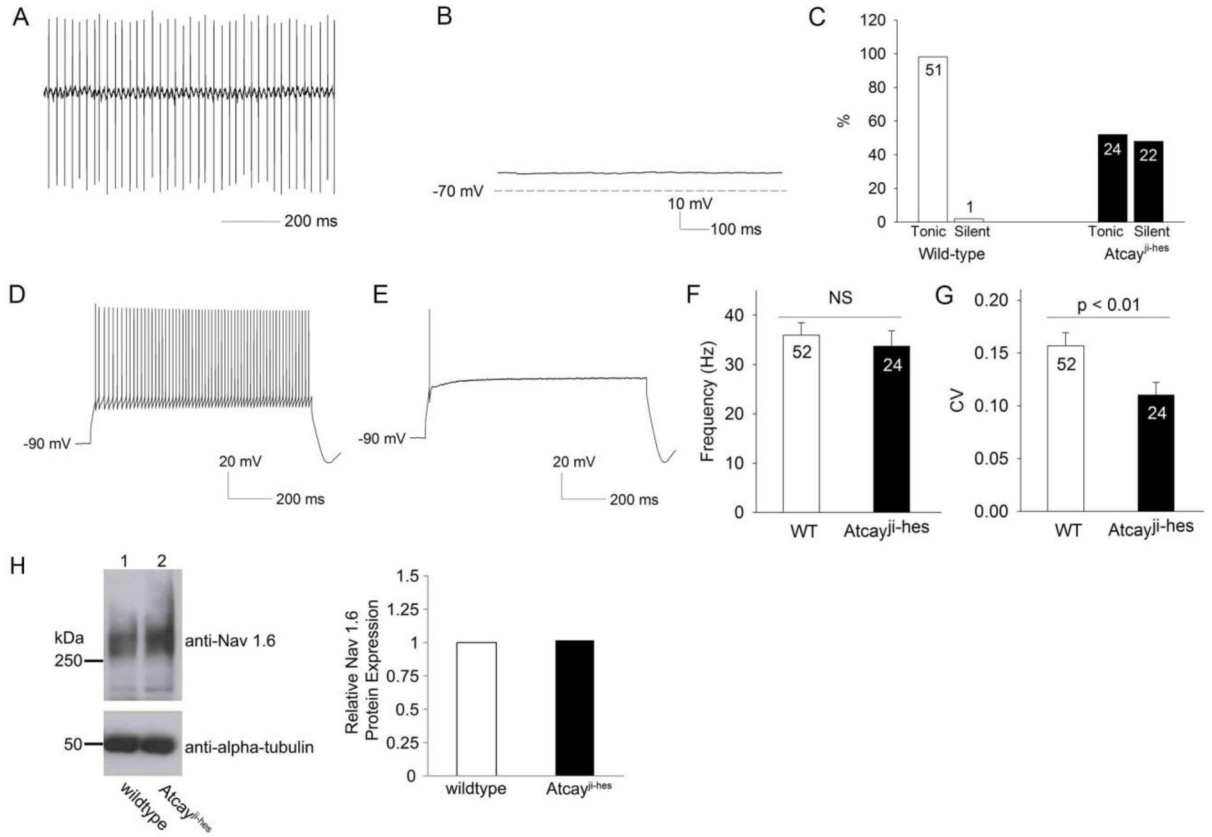 A
200 ms
B
-70 mV
10 mV
100 ms
C
120
100
80
60
40
20
0
%
51
1
24
22
Tonic Silent
Wild-type
Tonic Silent
Atcayji-hes
D
-90 mV
20 mV
200 ms
E
-90 mV
20 mV
200 ms
F
NS
40
30
20
10
0
Frequency (Hz)
52
24
WT
Atcayji-hes
G
p < 0.01
0.20
0.15
0.10
0.05
0.00
CV
52
24
WT
Atcayji-hes
H
1 2
kDa
250
anti-Nav 1.6
50
anti-alpha-tubulin
wildtype
Atcayji-hes
Relative Nav 1.6
Protein Expression
1.5
1.25
1
0.75
0.5
0.25
0
wildtype
Atcayji-hes